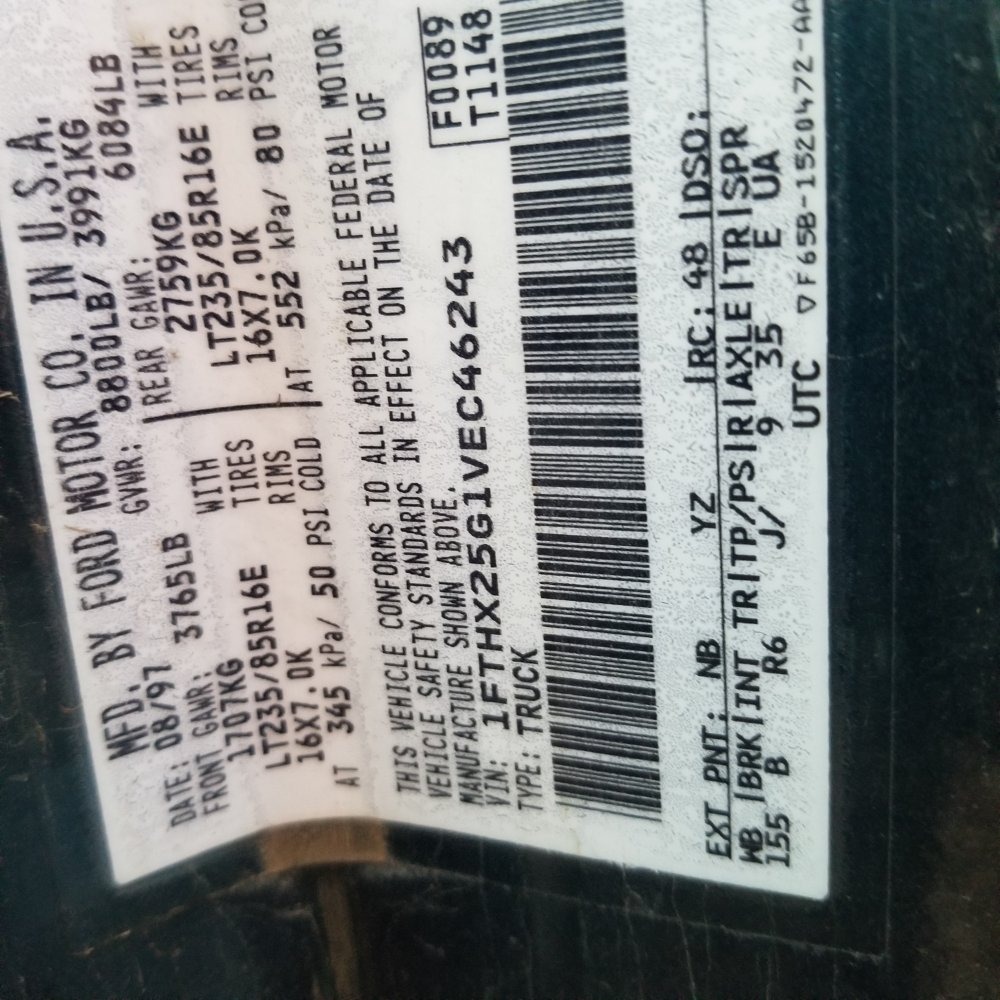 MFD. BY FORD MOTOR CO. IN U.S.A.
DATE: 08/97 GVWR: 8800LB/ 3991KG
FRONT GAWR: 3765LB REAR GAWR: 6084LB
1707KG WITH 2759KG WITH
LT235/85R16E TIRES LT235/85R16E TIRES
16X7.0K RIMS 16X7.0K RIMS
AT 345 kPa/ 50 PSI COLD AT 552 kPa/ 80 PSI
THIS VEHICLE CONFORMS TO ALL APPLICABLE FEDERAL MOTOR
VEHICLE SAFETY STANDARDS IN EFFECT ON THE DATE OF
MANUFACTURE SHOWN ABOVE.
VIN: 1FTHX25G1VEC46243 F0089
TYPE: TRUCK T1148
EXT PNT: NB YZ RC: 48 DSO:
WB BRK INT TR TP/PS R AXLE TR SPR
155 B R6 J/ 9 35 E UA
UTC ▽F65B-1520472-AA